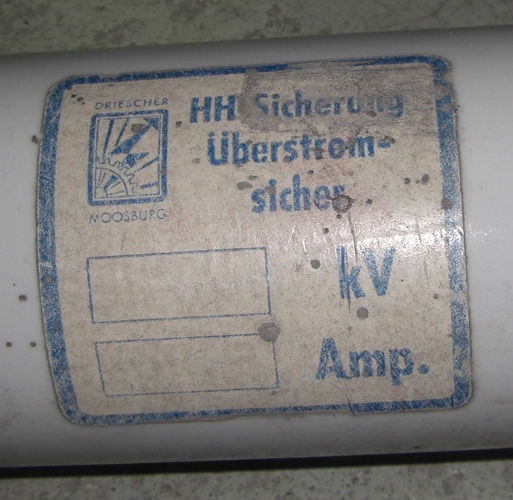 DRIESCHER
MOOSBURG
HH Sicherung
Überstrom-
sicher
kV
Amp.